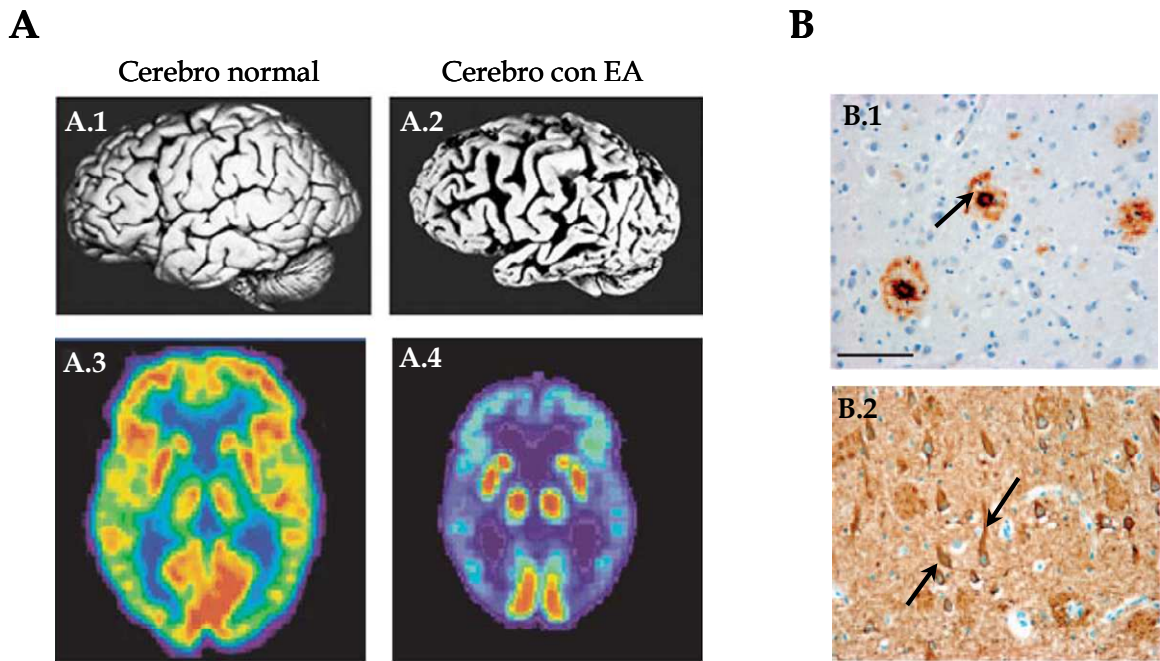 A
B
Cerebro normal
Cerebro con EA
A.1
A.2
B.1
A.3
A.4
B.2